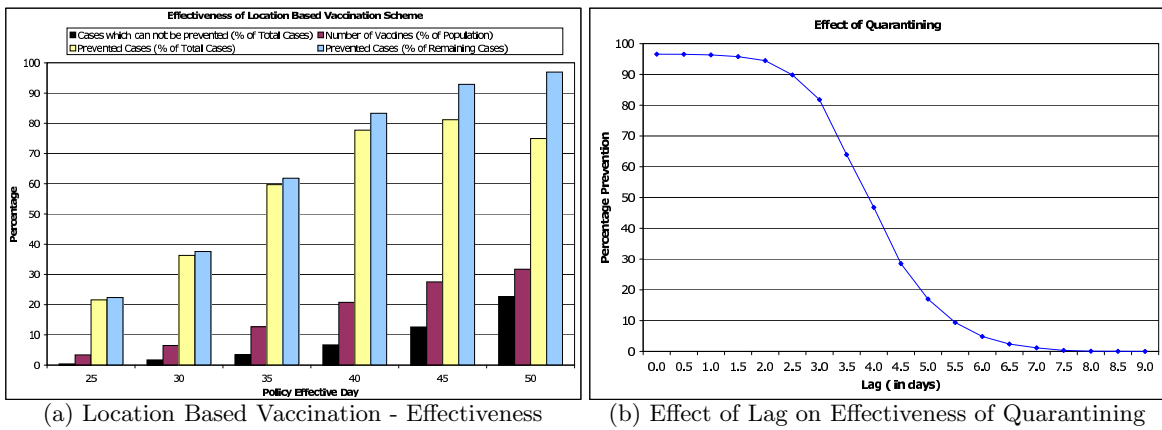 Effectiveness of Location Based Vaccination Scheme
Cases which can not be prevented (% of Total Cases)
Number of Vaccines (% of Population)
Prevented Cases (% of Total Cases)
Prevented Cases (% of Remaining Cases)
100
90
80
70
60
50
40
30
20
10
0
Percentage
25 30 35 40 45 50
Policy Effective Day
(a) Location Based Vaccination - Effectiveness
Effect of Quarantining
100
90
80
70
60
50
40
30
20
10
0
Percentage Prevention
0.0 0.5 1.0 1.5 2.0 2.5 3.0 3.5 4.0 4.5 5.0 5.5 6.0 6.5 7.0 7.5 8.0 8.5 9.0
Lag ( in days)
(b) Effect of Lag on Effectiveness of Quarantining